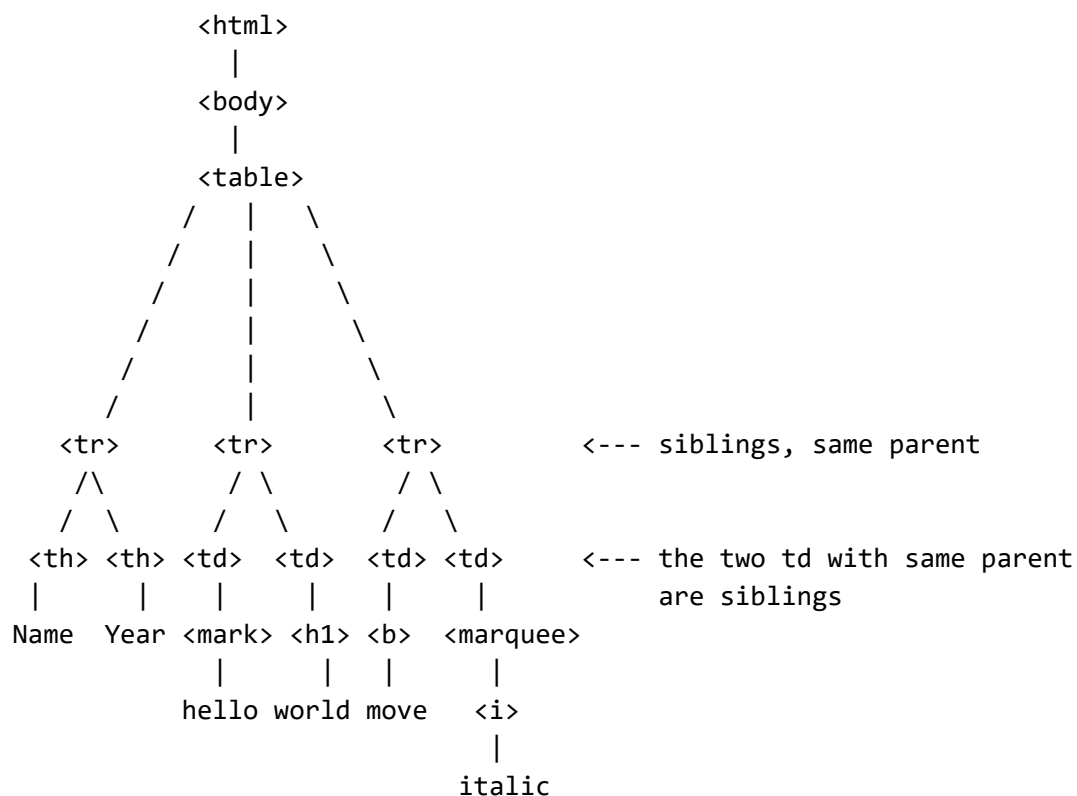 <html>
|
<body>
|
<table>
/ | \
/ | \
/ | \
/ | \
/ | \
/ | \
<tr> <tr> <tr> <--- siblings, same parent
/\ / \ / \
/ \ / \ / \
<th> <th> <td> <td> <td> <td> <--- the two td with same parent
| | | | | | are siblings
Name Year <mark> <h1> <b> <marquee>
| | | |
hello world move <i>
|
italic